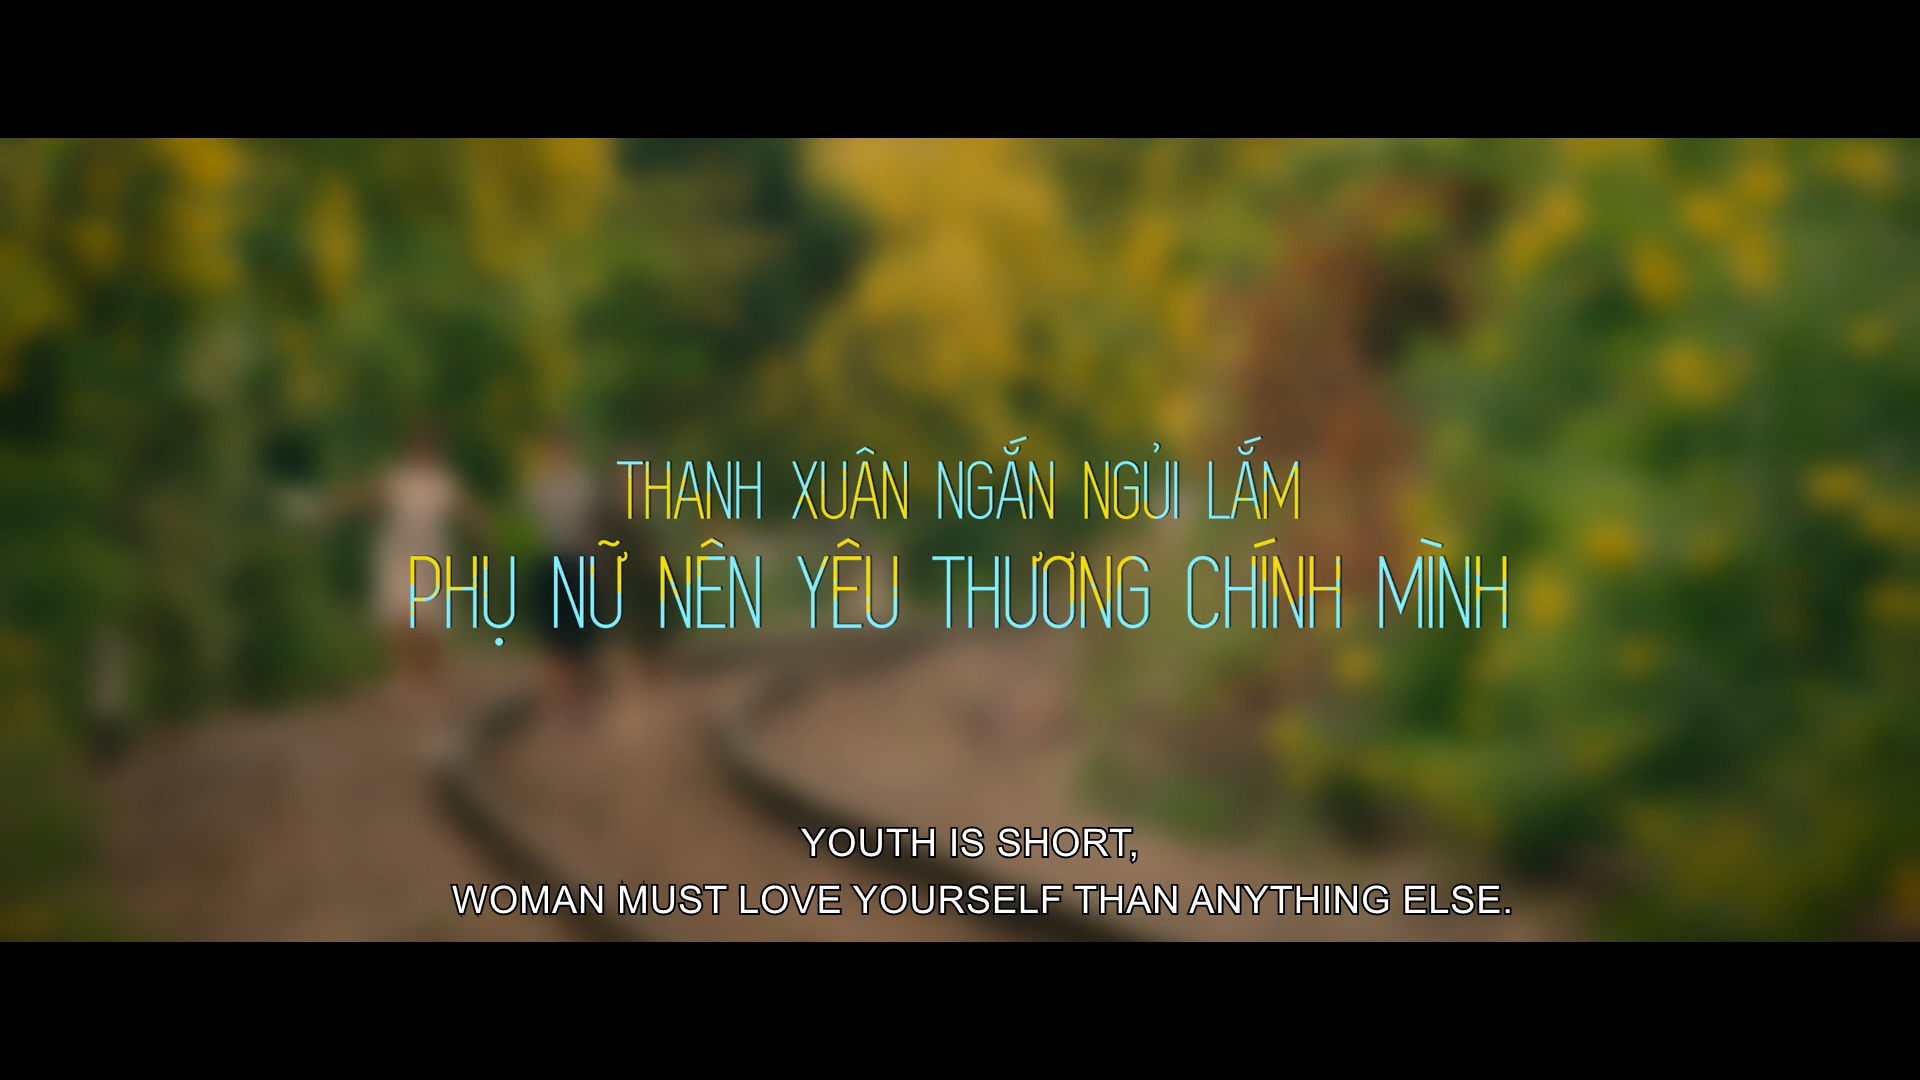 THANH XUÂN NGẮN NGỦI LẮM
PHỤ NỮ NÊN YÊU THƯƠNG CHÍNH MÌNH
YOUTH IS SHORT,
WOMAN MUST LOVE YOURSELF THAN ANYTHING ELSE.